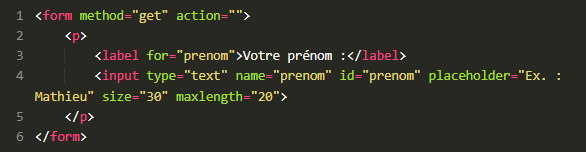 1 <form method="get" action="">
2 <p>
3 <label for="prenom">Votre prénom :</label>
4 <input type="text" name="prenom" id="prenom" placeholder="Ex. :
Mathieu" size="30" maxlength="20">
5 </p>
6 </form>